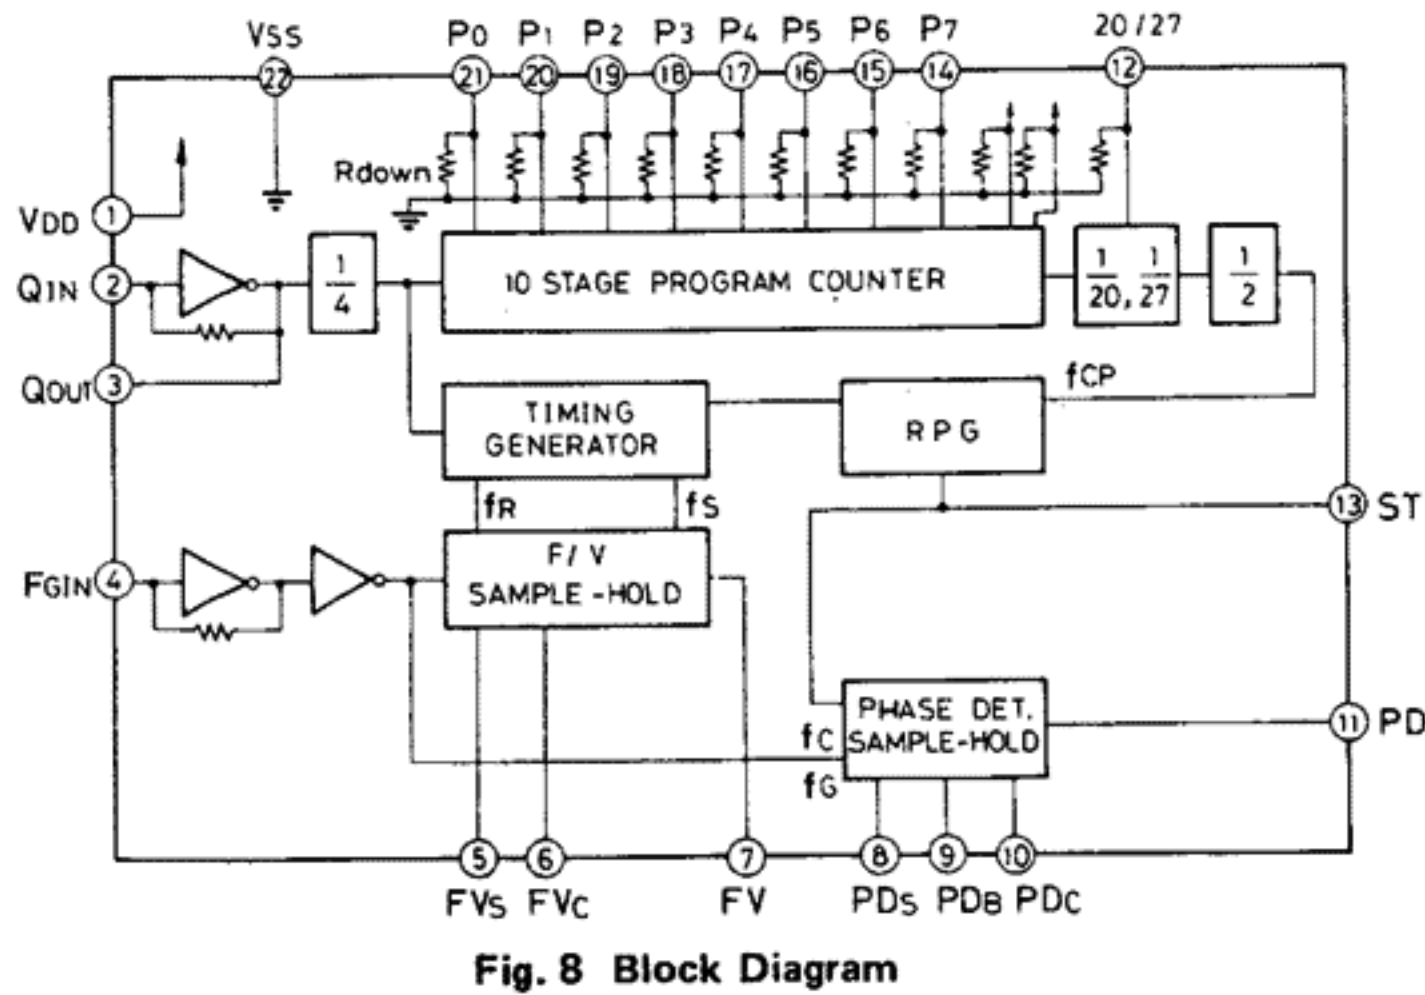 VSS P0 P1 P2 P3 P4 P5 P6 P7 20/27
22 21 20 19 18 17 16 15 14 12
Rdown
VDD 1
QIN 2
1
4
10 STAGE PROGRAM COUNTER
1 1
20, 27
1
2
QOUT 3
fCP
TIMING
GENERATOR
RPG
fR fS
13 ST
FGIN 4
F/V
SAMPLE-HOLD
PHASE DET.
SAMPLE-HOLD
fC
fG
11 PD
5 6 7 8 9 10
FVS FVC FV PDS PDB PDC
Fig. 8 Block Diagram